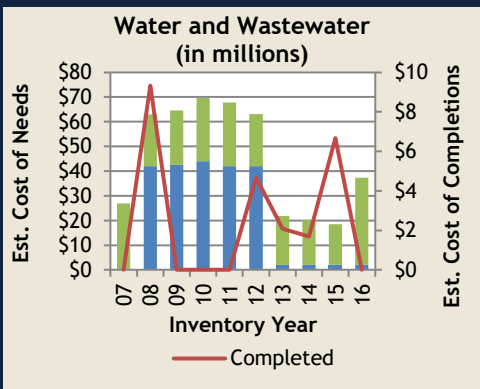 Water and Wastewater
(in millions)
Est. Cost of Needs
$80
$70
$60
$50
$40
$30
$20
$10
$0
$10
$8
$6
$4
$2
$0
Est. Cost of Completions
07 08 09 10 11 12 13 14 15 16
Inventory Year
Completed